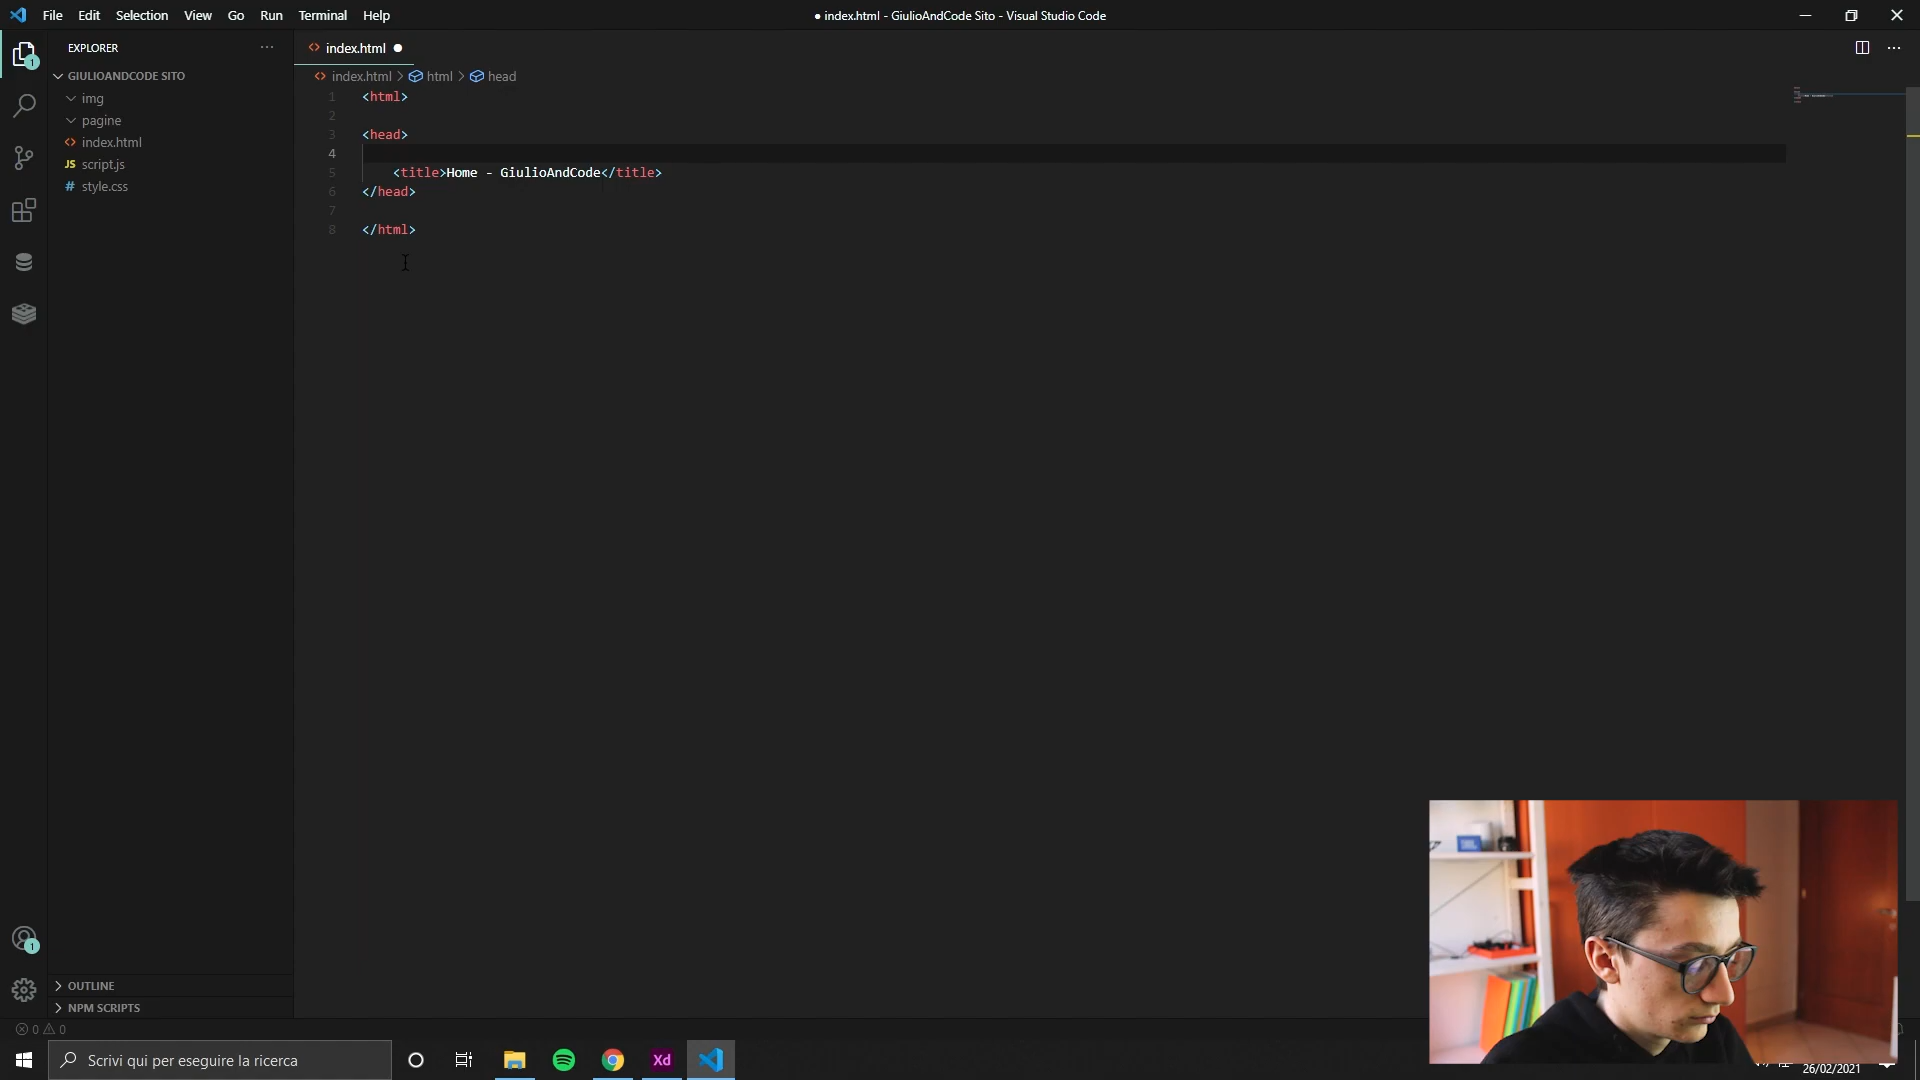 File Edit Selection View Go Run Terminal Help
● index.html - GiulioAndCode Sito - Visual Studio Code
EXPLORER
GIULIOANDCODE SITO
img
pagine
index.html
JS script.js
# style.css
OUTLINE
NPM SCRIPTS
index.html
index.html > html > head
1 <html>
2
3 <head>
4
5 <title>Home - GiulioAndCode</title>
6 </head>
7
8 </html>
1
1
0 0
Scrivi qui per eseguire la ricerca
Xd
26/02/2021